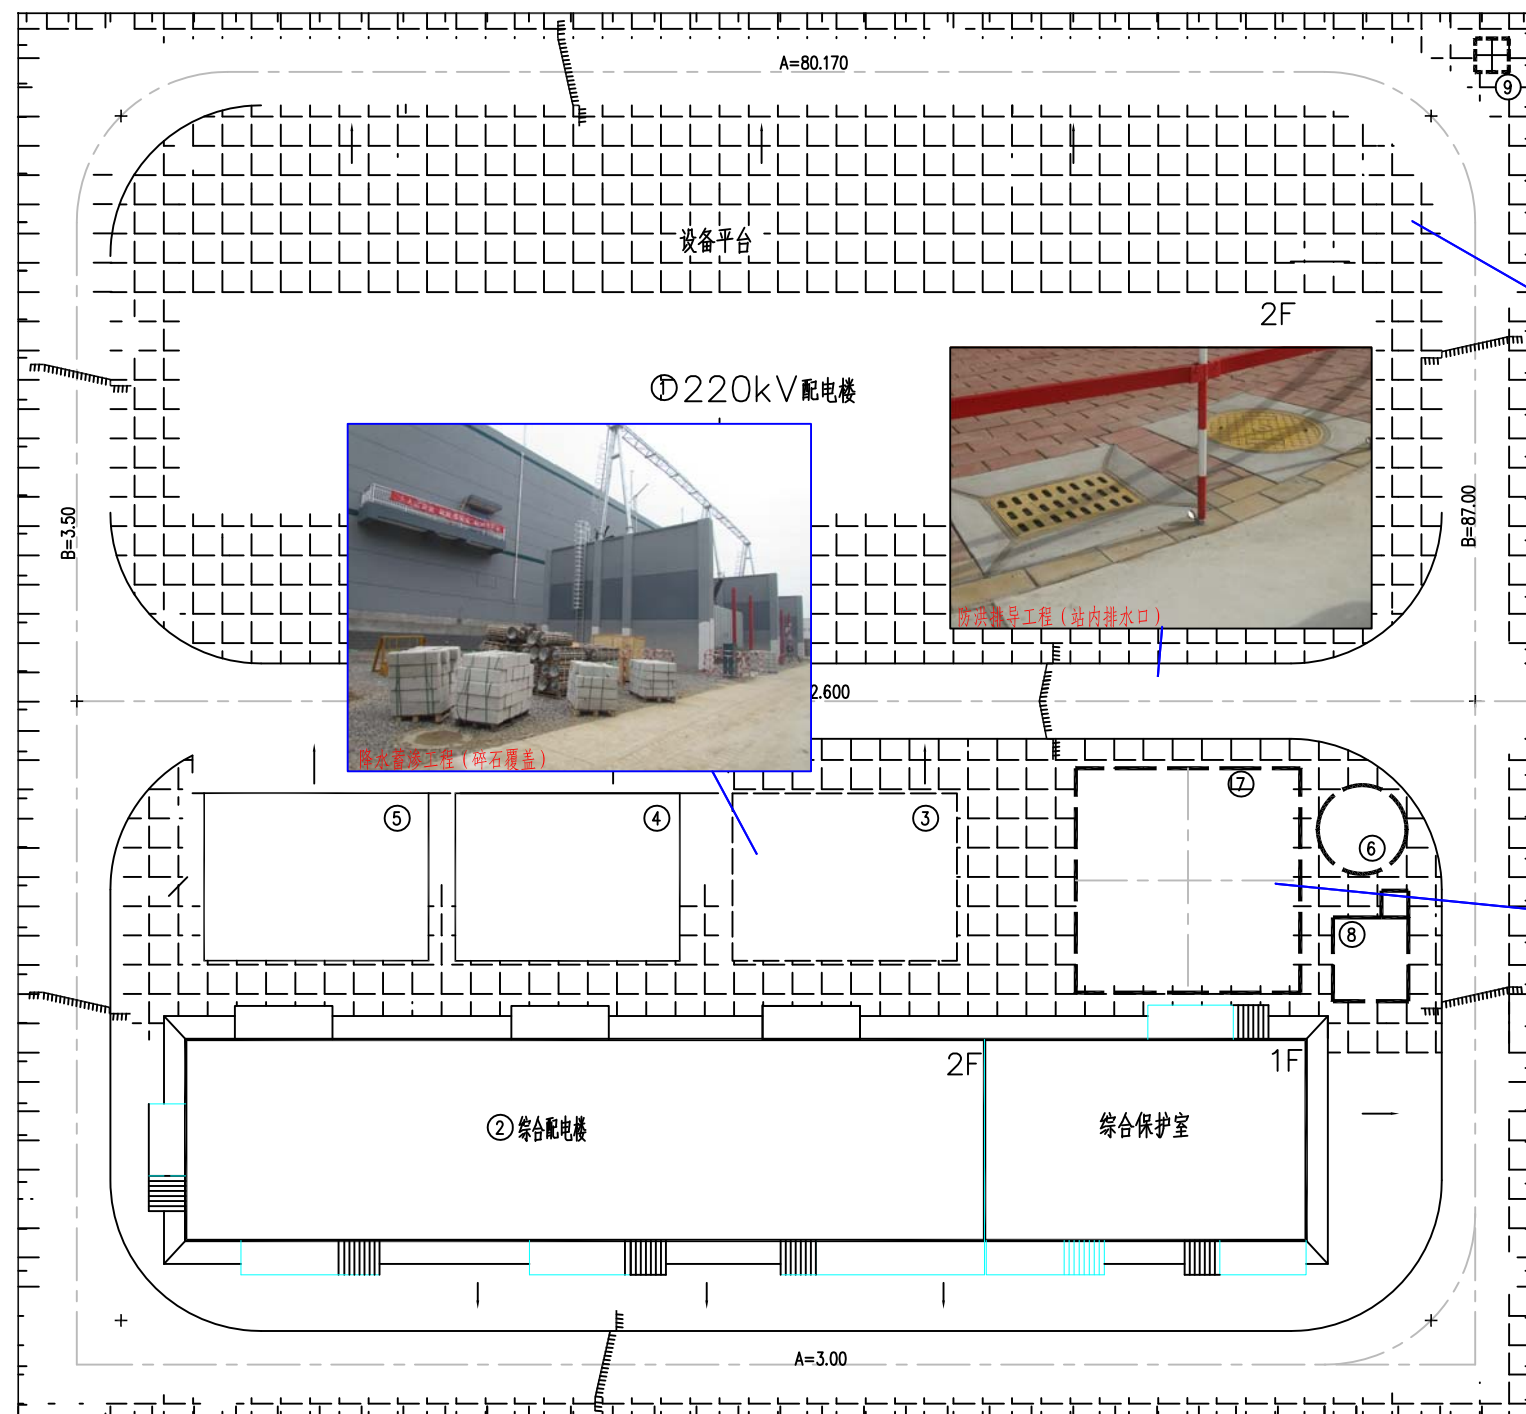 A=80.170
⑨
设备平台
2F
①220kV配电楼
B=3.50
B=87.00
防洪排导工程（站内排水口）
2.600
降水蓄渗工程（碎石覆盖）
⑤
④
③
⑦
⑥
⑧
2F
1F
②综合配电楼
综合保护室
A=3.00